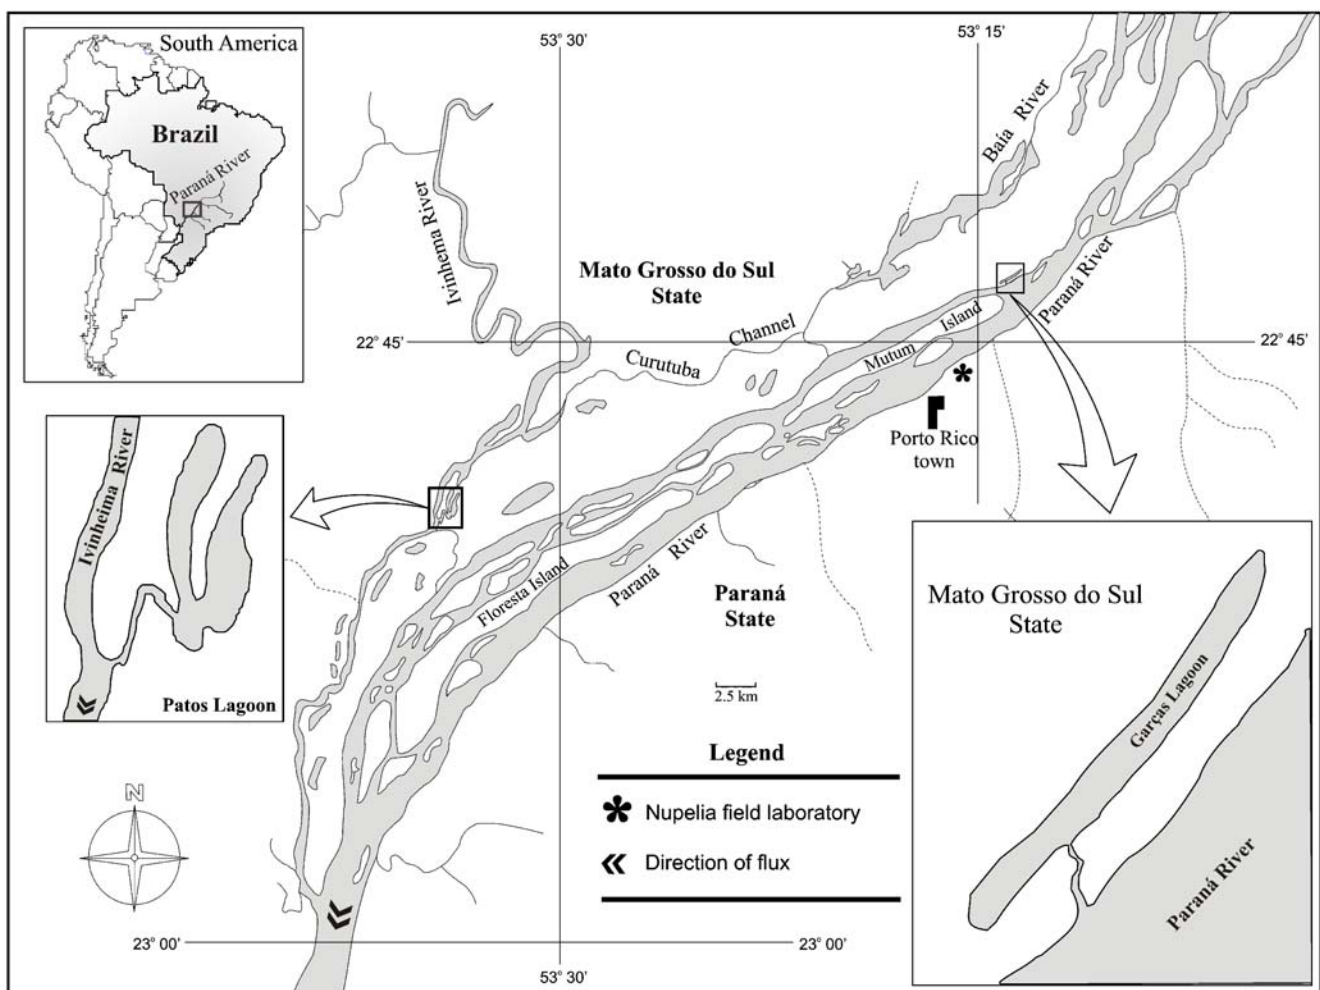 South America
Brazil
Paraná River
53° 30'
53° 15'
Baía River
Ivinhema River
Mato Grosso do Sul
State
Paraná River
22° 45'
Curutuba
Channel
Mutum
Island
22° 45'
Porto Rico
town
Ivinheima River
Patos Lagoon
Floresta Island
Paraná
River
Paraná
State
2.5 km
Mato Grosso do Sul
State
Garças Lagoon
Paraná River
Legend
Nupelia field laboratory
Direction of flux
N
23° 00'
23° 00'
53° 30'